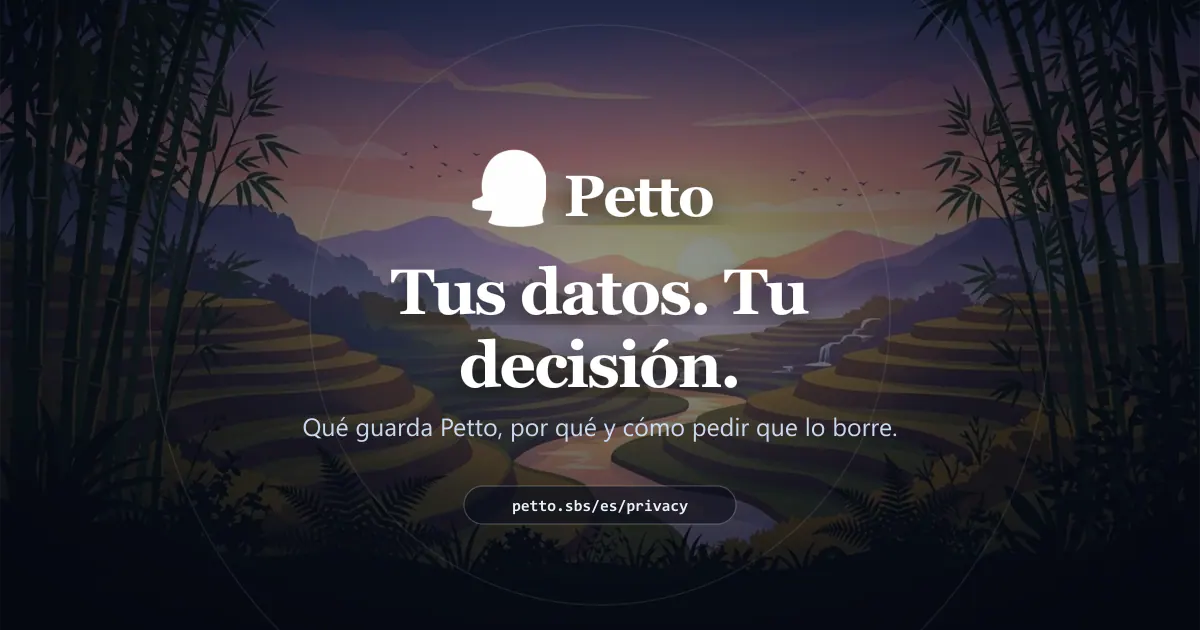 Petto
Tus datos. Tu
decisión.
Qué guarda Petto, por qué y cómo pedir que lo borre.
petto.sbs/es/privacy